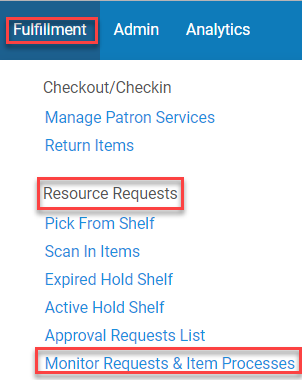 Fulfillment Admin Analytics
Checkout/Checkin
Manage Patron Services
Return Items
Resource Requests
Pick From Shelf
Scan In Items
Expired Hold Shelf
Active Hold Shelf
Approval Requests List
Monitor Requests & Item Processes